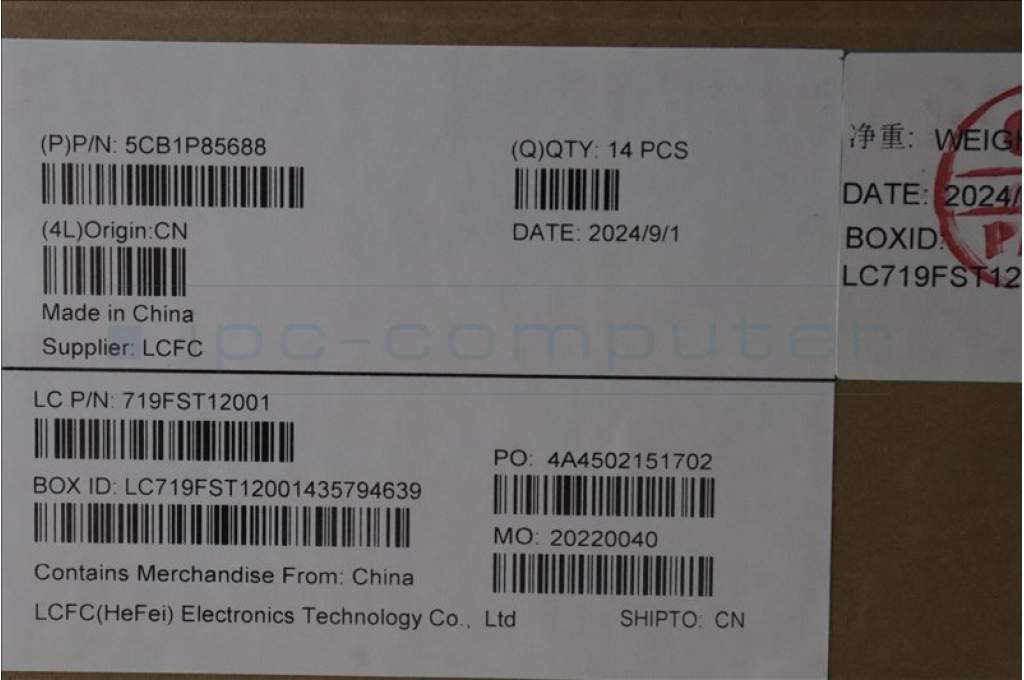 (P)P/N: 5CB1P85688
(Q)QTY: 14 PCS
(4L)Origin:CN
DATE: 2024/9/1
Made in China
Supplier: LCFC
LC P/N: 719FST12001
PO: 4A4502151702
BOX ID: LC719FST12001435794639
MO: 20220040
Contains Merchandise From: China
LCFC(HeFei) Electronics Technology Co., Ltd
SHIPTO: CN
净重: WEIGH
DATE: 2024/
BOXID:
LC719FST12
ipc-computer